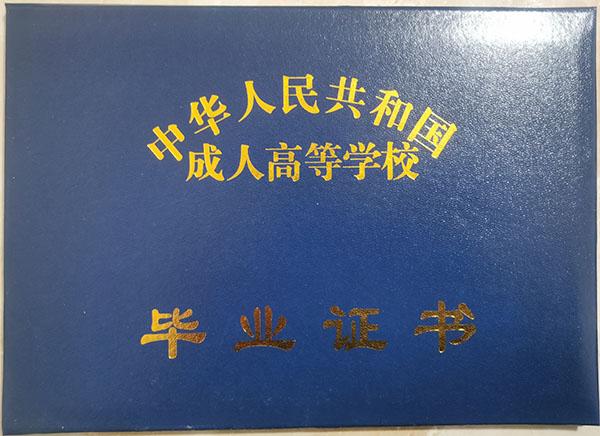 中华人民共和国
成人高等学校
毕业证书